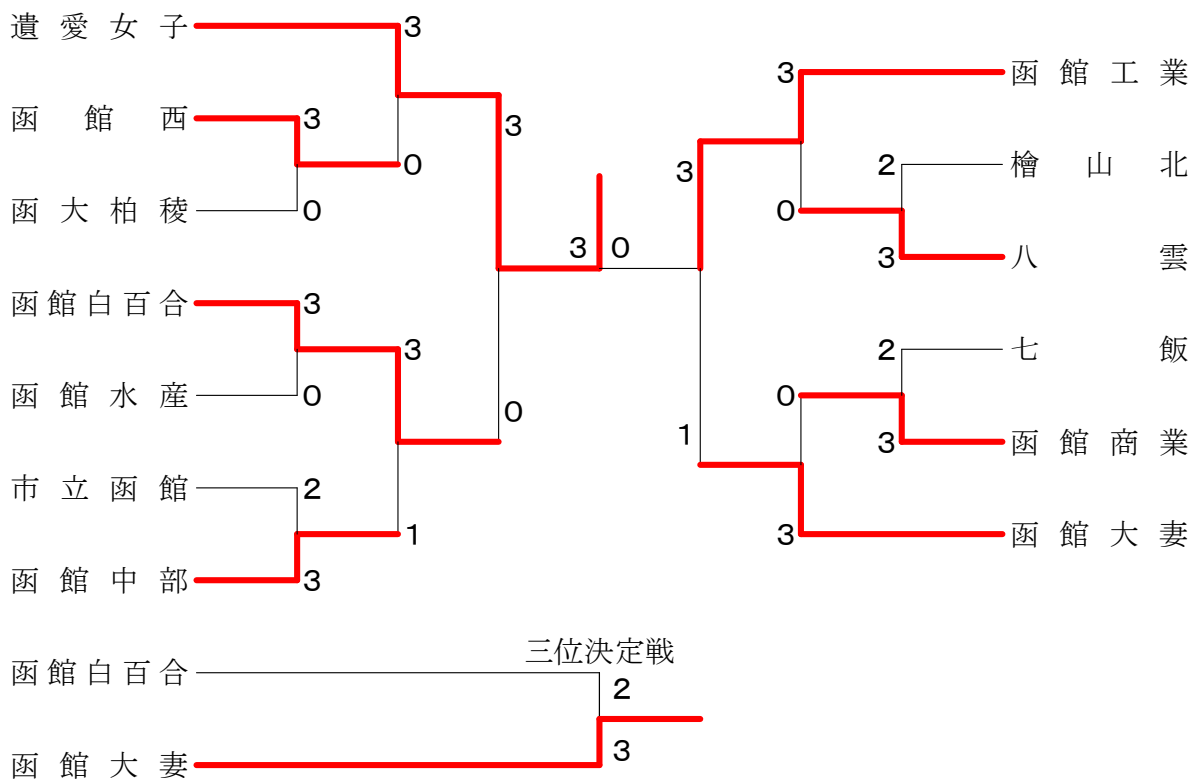 遺愛女子
3
函館西
3
0
函大柏稜
0
3
函館白百合
3
3
函館水産
0
0
市立函館
2
1
函館中部
3
3
0
3
函館工業
3
2
檜山北
0
3
八雲
2
七飯
0
3
函館商業
1
3
函館大妻
三位決定戦
函館白百合
2
函館大妻
3